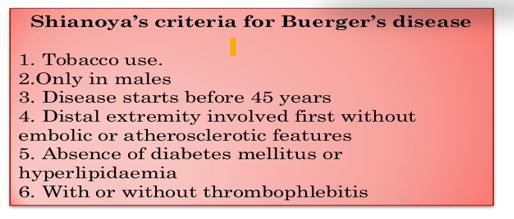 Shianoya's criteria for Buerger's disease
1. Tobacco use.
2.Only in males
3. Disease starts before 45 years
4. Distal extremity involved first without
embolic or atherosclerotic features
5. Absence of diabetes mellitus or
hyperlipidaemia
6. With or without thrombophlebitis